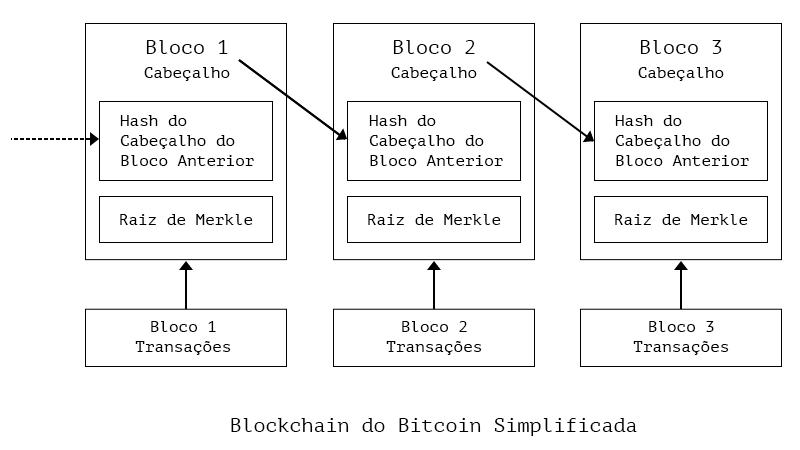 Bloco 1
Cabeçalho
Hash do
Cabeçalho do
Bloco Anterior
Raiz de Merkle
Bloco 1
Transações
Bloco 2
Cabeçalho
Hash do
Cabeçalho do
Bloco Anterior
Raiz de Merkle
Bloco 2
Transações
Bloco 3
Cabeçalho
Hash do
Cabeçalho do
Bloco Anterior
Raiz de Merkle
Bloco 3
Transações
Blockchain do Bitcoin Simplificada